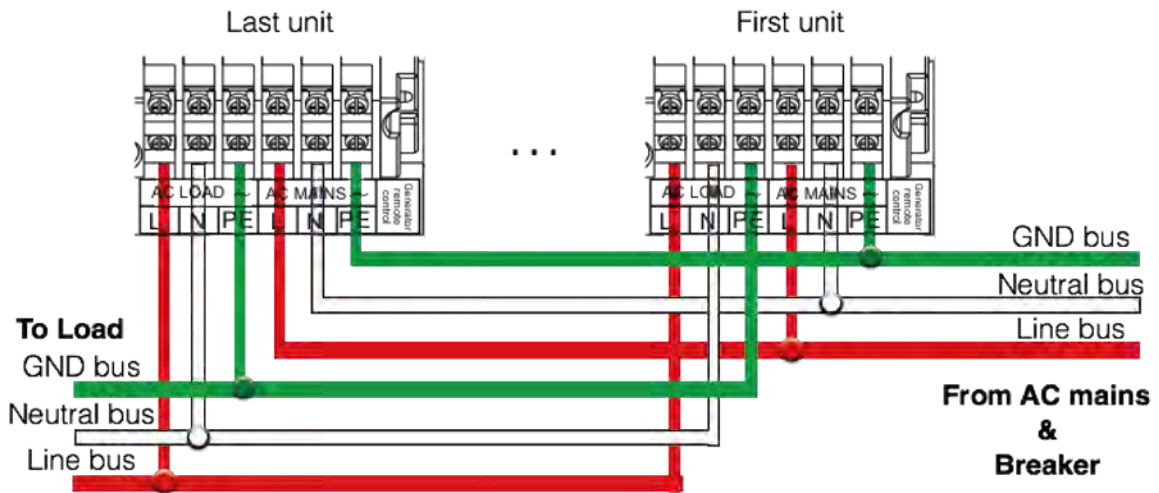 Last unit
First unit
. . .
AC LOAD ~ AC MAINS ~
Generator
remote
control
L N PE L N PE
AC LOAD ~ AC MAINS ~
Generator
remote
control
L N PE L N PE
GND bus
Neutral bus
Line bus
To Load
GND bus
Neutral bus
Line bus
From AC mains
&
Breaker